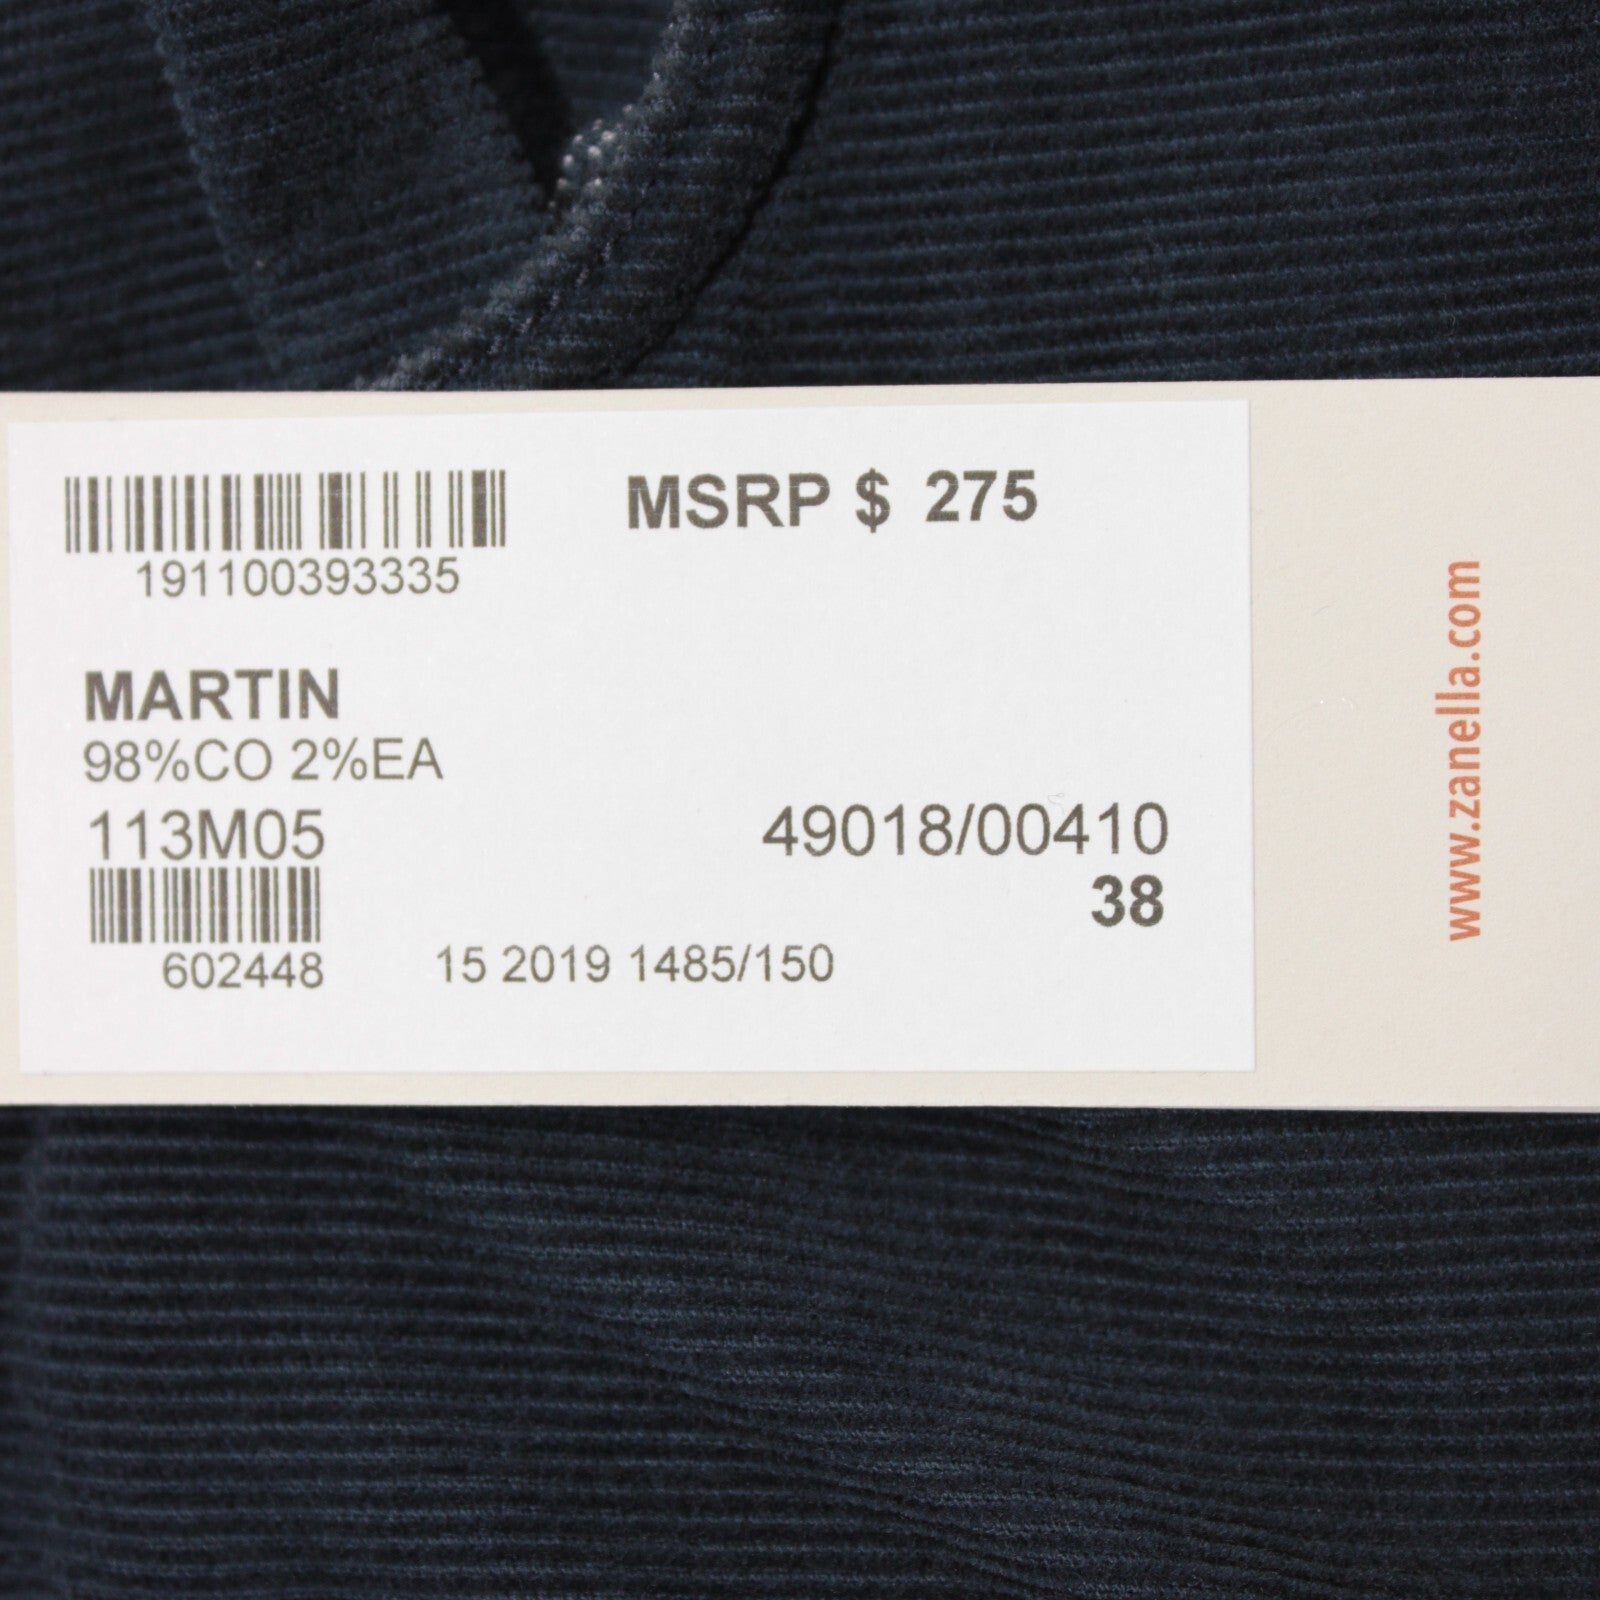 191100393335
MSRP $ 275
MARTIN
98%CO 2%EA
113M05
49018/00410
38
602448
15 2019 1485/150
www.zanella.com